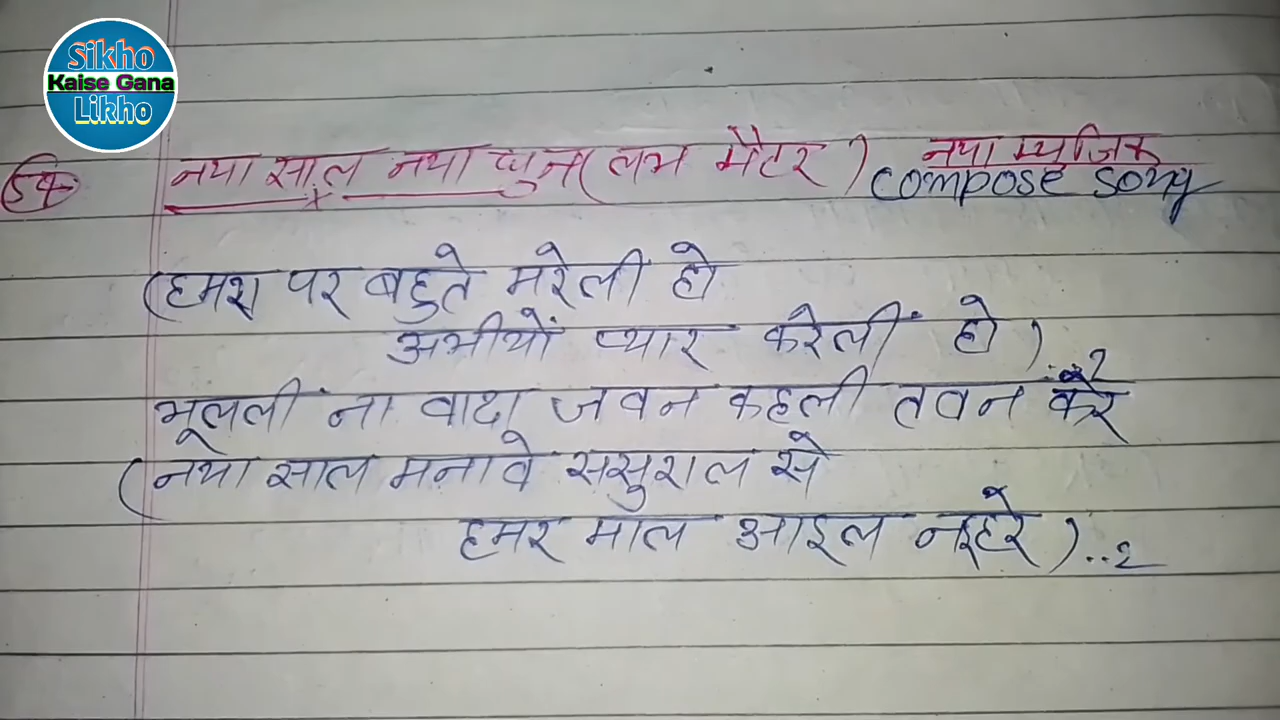 Sikho
Kaise Gana
Likho
नया साल नया धुन (लभ मैटर) नया म्युजिक
compose song
(हमरा पर बहुते मरेली हो
अभीयों प्यार करेलीं हो)..2
भूलली ना वादा जवन कहली तवन करे
(नया साल मनावे ससुराल से
हमर माल आइल नइहरे)..2